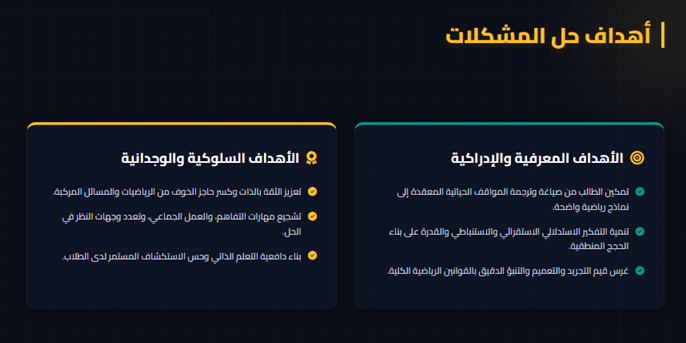 أهداف حل المشكلات
الأهداف المعرفية والإدراكية
تمكين الطالب من صياغة وترجمة المواقف الحياتية المعقدة إلى
نماذج رياضية واضحة.
تنمية التفكير الاستدلالي الاستقرائي والاستنباطي والقدرة على بناء
الحجج المنطقية.
غرس قيم التجريد والتعميم والتنبؤ الدقيق بالقوانين الرياضية الكلية.
الأهداف السلوكية والوجدانية
تعزيز الثقة بالذات وكسر حاجز الخوف من الرياضيات والمسائل المركبة.
تشجيع مهارات التفاهم، والعمل الجماعي، وتعدد وجهات النظر في
الحل.
بناء دافعية التعلم الذاتي وحس الاستكشاف المستمر لدى الطلاب.